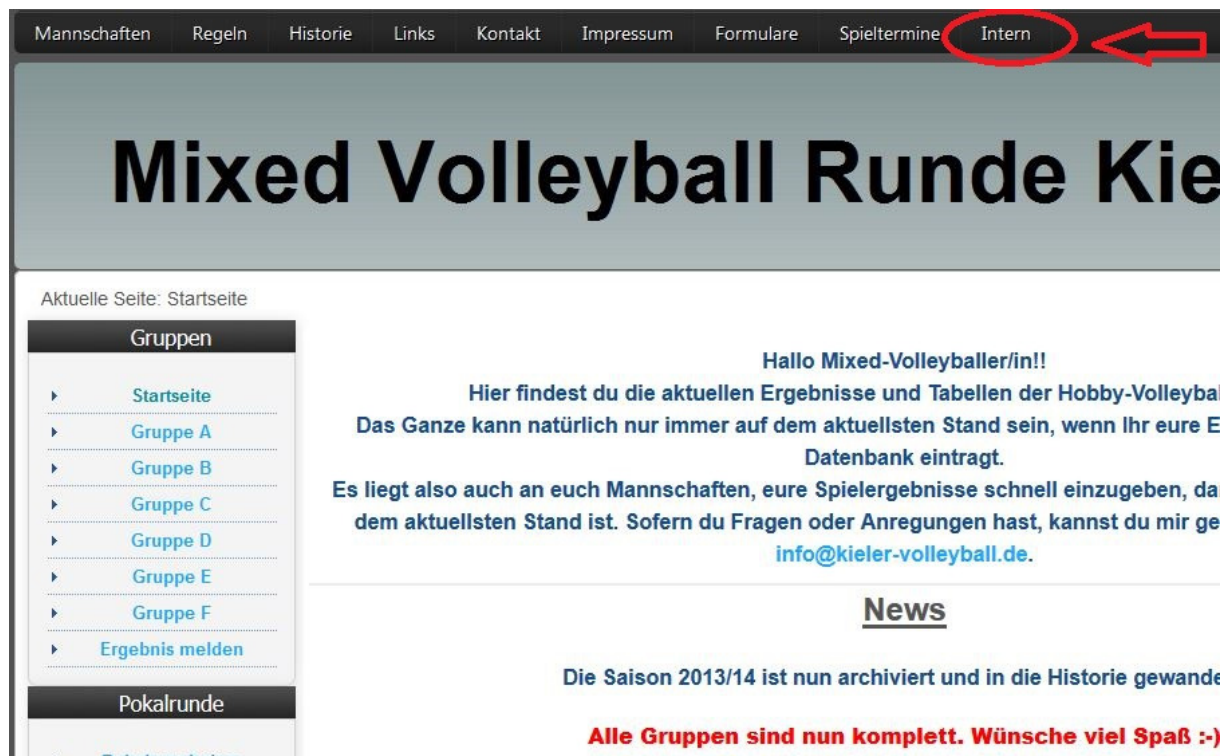 Mannschaften Regeln Historie Links Kontakt Impressum Formulare Spieltermine Intern
Mixed Volleyball Runde Kie
Aktuelle Seite: Startseite
Gruppen
Startseite
Gruppe A
Gruppe B
Gruppe C
Gruppe D
Gruppe E
Gruppe F
Ergebnis melden
Pokalrunde
Hallo Mixed-Volleyballer/in!!
Hier findest du die aktuellen Ergebnisse und Tabellen der Hobby-Volleyba
Das Ganze kann natürlich nur immer auf dem aktuellsten Stand sein, wenn Ihr eure E
Datenbank eintragt.
Es liegt also auch an euch Mannschaften, eure Spielergebnisse schnell einzugeben, da
dem aktuellsten Stand ist. Sofern du Fragen oder Anregungen hast, kannst du mir ge
info@kieler-volleyball.de.
News
Die Saison 2013/14 ist nun archiviert und in die Historie gewande
Alle Gruppen sind nun komplett. Wünsche viel Spaß :-)